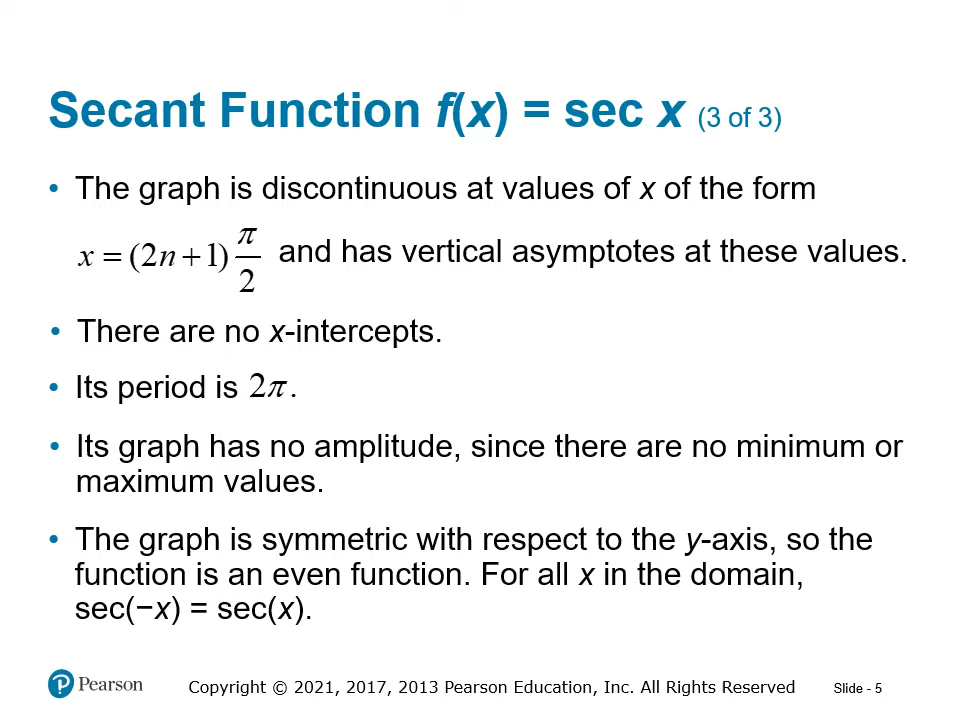 Secant Function f(x) = sec x (3 of 3)
• The graph is discontinuous at values of x of the form
x = (2n + 1) π/2 and has vertical asymptotes at these values.
• There are no x-intercepts.
• Its period is 2π.
• Its graph has no amplitude, since there are no minimum or
maximum values.
• The graph is symmetric with respect to the y-axis, so the
function is an even function. For all x in the domain,
sec(−x) = sec(x).
P Pearson
Copyright © 2021, 2017, 2013 Pearson Education, Inc. All Rights Reserved
Slide - 5